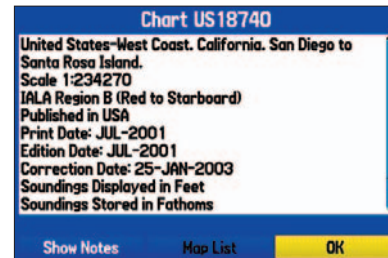 Chart US18740
United States-West Coast. California. San Diego to
Santa Rosa Island.
Scale 1:234270
IALA Region B (Red to Starboard)
Published in USA
Print Date: JUL-2001
Edition Date: JUL-2001
Correction Date: 25-JAN-2003
Soundings Displayed in Feet
Soundings Stored in Fathoms
Show Notes
Map List
OK